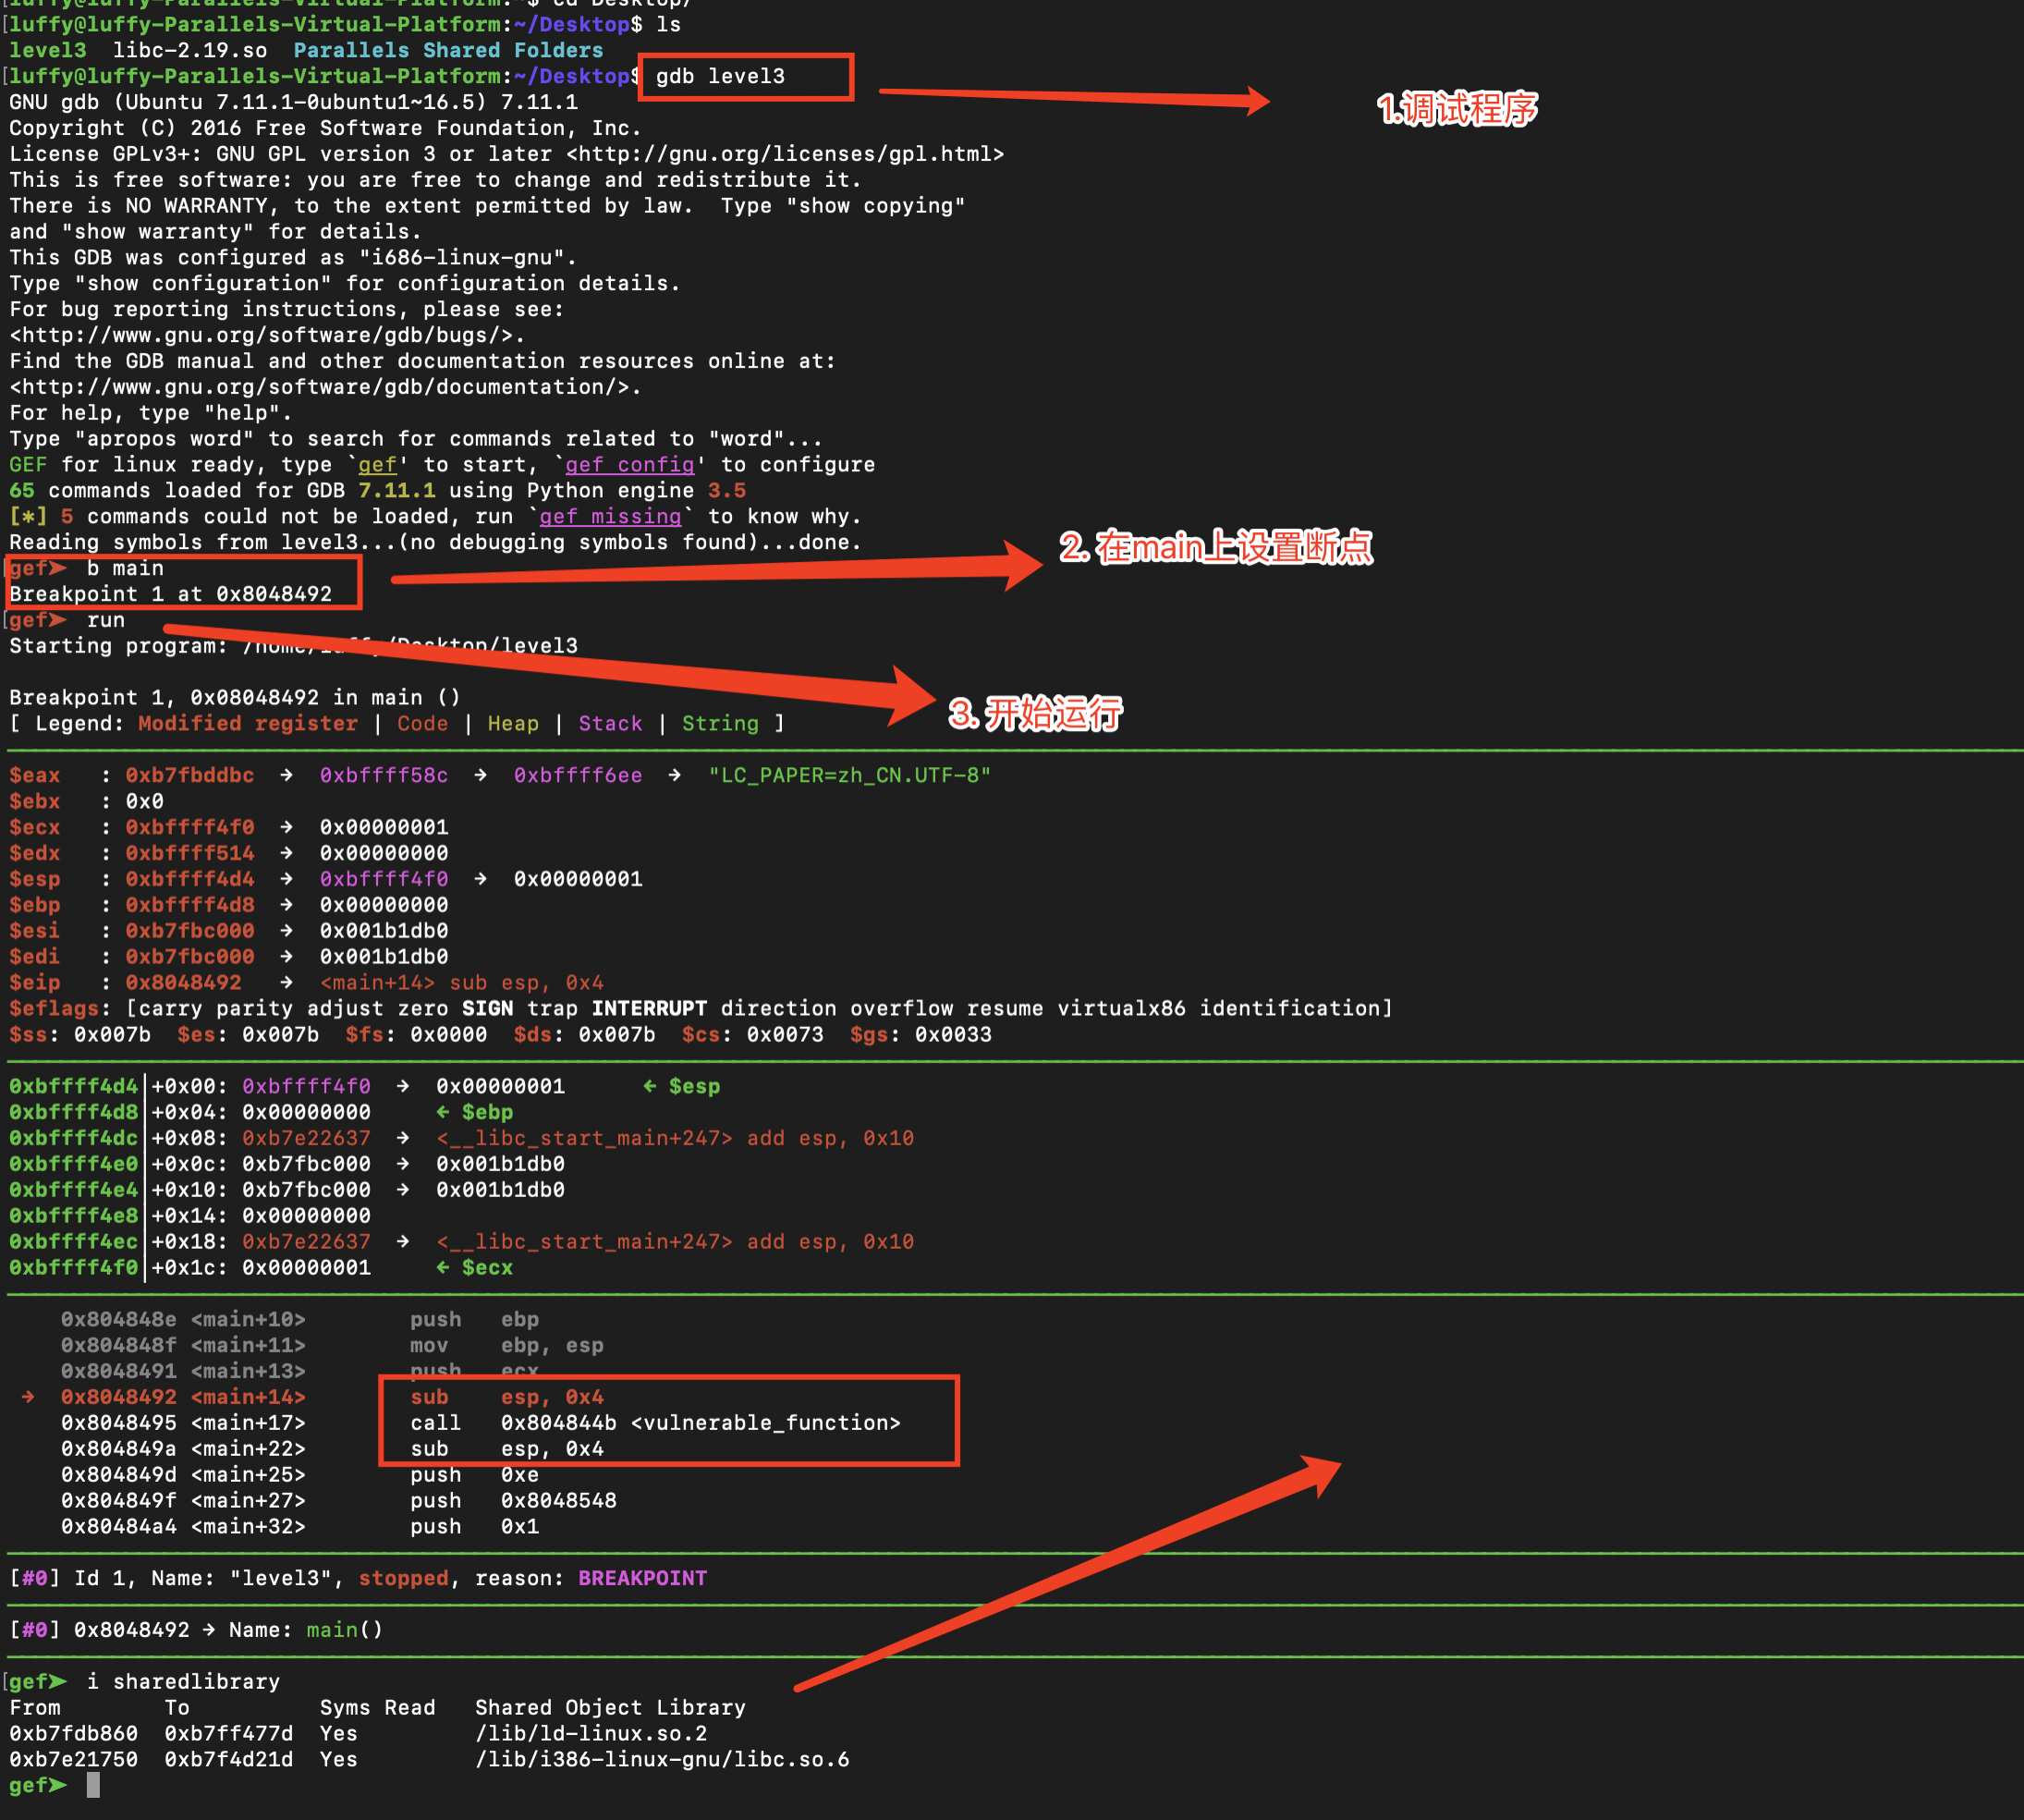 luffy@luffy-Parallels-Virtual-Platform:~$ cd Desktop/
[luffy@luffy-Parallels-Virtual-Platform:~/Desktop$ ls
level3  libc-2.19.so  Parallels Shared Folders
[luffy@luffy-Parallels-Virtual-Platform:~/Desktop$ gdb level3
1.调试程序
GNU gdb (Ubuntu 7.11.1-0ubuntu1~16.5) 7.11.1
Copyright (C) 2016 Free Software Foundation, Inc.
License GPLv3+: GNU GPL version 3 or later <http://gnu.org/licenses/gpl.html>
This is free software: you are free to change and redistribute it.
There is NO WARRANTY, to the extent permitted by law.  Type "show copying"
and "show warranty" for details.
This GDB was configured as "i686-linux-gnu".
Type "show configuration" for configuration details.
For bug reporting instructions, please see:
<http://www.gnu.org/software/gdb/bugs/>.
Find the GDB manual and other documentation resources online at:
<http://www.gnu.org/software/gdb/documentation/>.
For help, type "help".
Type "apropos word" to search for commands related to "word"...
GEF for linux ready, type `gef' to start, `gef config' to configure
65 commands loaded for GDB 7.11.1 using Python engine 3.5
[*] 5 commands could not be loaded, run `gef missing` to know why.
Reading symbols from level3...(no debugging symbols found)...done.
2. 在main上设置断点
[gef➤  b main
Breakpoint 1 at 0x8048492
[gef➤  run
Starting program: /home/luffy/Desktop/level3
Breakpoint 1, 0x08048492 in main ()
3. 开始运行
[ Legend: Modified register | Code | Heap | Stack | String ]
$eax   : 0xb7fbddbc  →  0xbffff58c  →  0xbffff6ee  →  "LC_PAPER=zh_CN.UTF-8"
$ebx   : 0x0
$ecx   : 0xbffff4f0  →  0x00000001
$edx   : 0xbffff514  →  0x00000000
$esp   : 0xbffff4d4  →  0xbffff4f0  →  0x00000001
$ebp   : 0xbffff4d8  →  0x00000000
$esi   : 0xb7fbc000  →  0x001b1db0
$edi   : 0xb7fbc000  →  0x001b1db0
$eip   : 0x8048492   →  <main+14> sub esp, 0x4
$eflags: [carry parity adjust zero SIGN trap INTERRUPT direction overflow resume virtualx86 identification]
$ss: 0x007b  $es: 0x007b  $fs: 0x0000  $ds: 0x007b  $cs: 0x0073  $gs: 0x0033
0xbffff4d4│+0x00: 0xbffff4f0  →  0x00000001      ← $esp
0xbffff4d8│+0x04: 0x00000000     ← $ebp
0xbffff4dc│+0x08: 0xb7e22637  →  <__libc_start_main+247> add esp, 0x10
0xbffff4e0│+0x0c: 0xb7fbc000  →  0x001b1db0
0xbffff4e4│+0x10: 0xb7fbc000  →  0x001b1db0
0xbffff4e8│+0x14: 0x00000000
0xbffff4ec│+0x18: 0xb7e22637  →  <__libc_start_main+247> add esp, 0x10
0xbffff4f0│+0x1c: 0x00000001     ← $ecx
0x804848e <main+10>        push   ebp
0x804848f <main+11>        mov    ebp, esp
0x8048491 <main+13>        push   ecx
→ 0x8048492 <main+14>        sub    esp, 0x4
0x8048495 <main+17>        call   0x804844b <vulnerable_function>
0x804849a <main+22>        sub    esp, 0x4
0x804849d <main+25>        push   0xe
0x804849f <main+27>        push   0x8048548
0x80484a4 <main+32>        push   0x1
[#0] Id 1, Name: "level3", stopped, reason: BREAKPOINT
[#0] 0x8048492 → Name: main()
[gef➤  i sharedlibrary
From        To          Syms Read   Shared Object Library
0xb7fdb860  0xb7ff477d  Yes         /lib/ld-linux.so.2
0xb7e21750  0xb7f4d21d  Yes         /lib/i386-linux-gnu/libc.so.6
gef➤